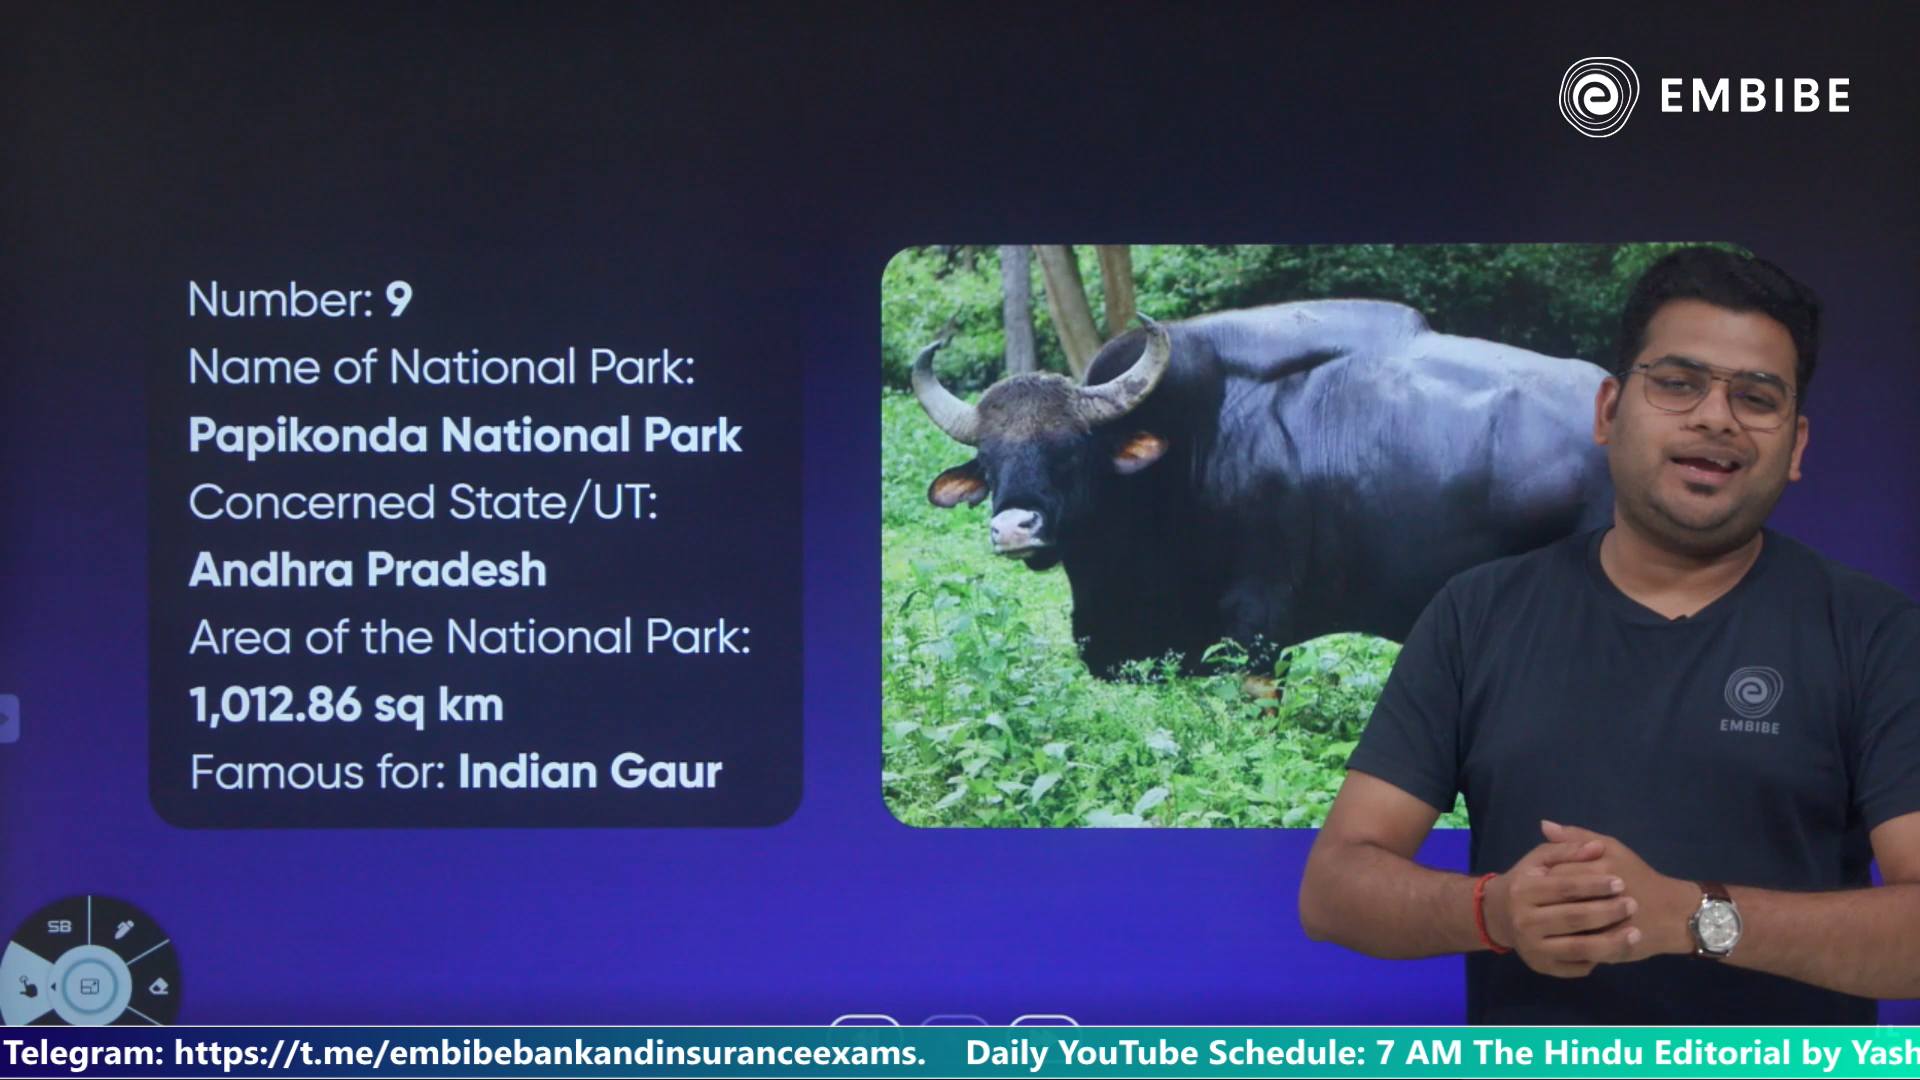 EMBIBE
Number: 9
Name of National Park:
Papikonda National Park
Concerned State/UT:
Andhra Pradesh
Area of the National Park:
1,012.86 sq km
Famous for: Indian Gaur
EMBIBE
SB
Telegram: https://t.me/embibebankandinsuranceexams. Daily YouTube Schedule: 7 AM The Hindu Editorial by Yash